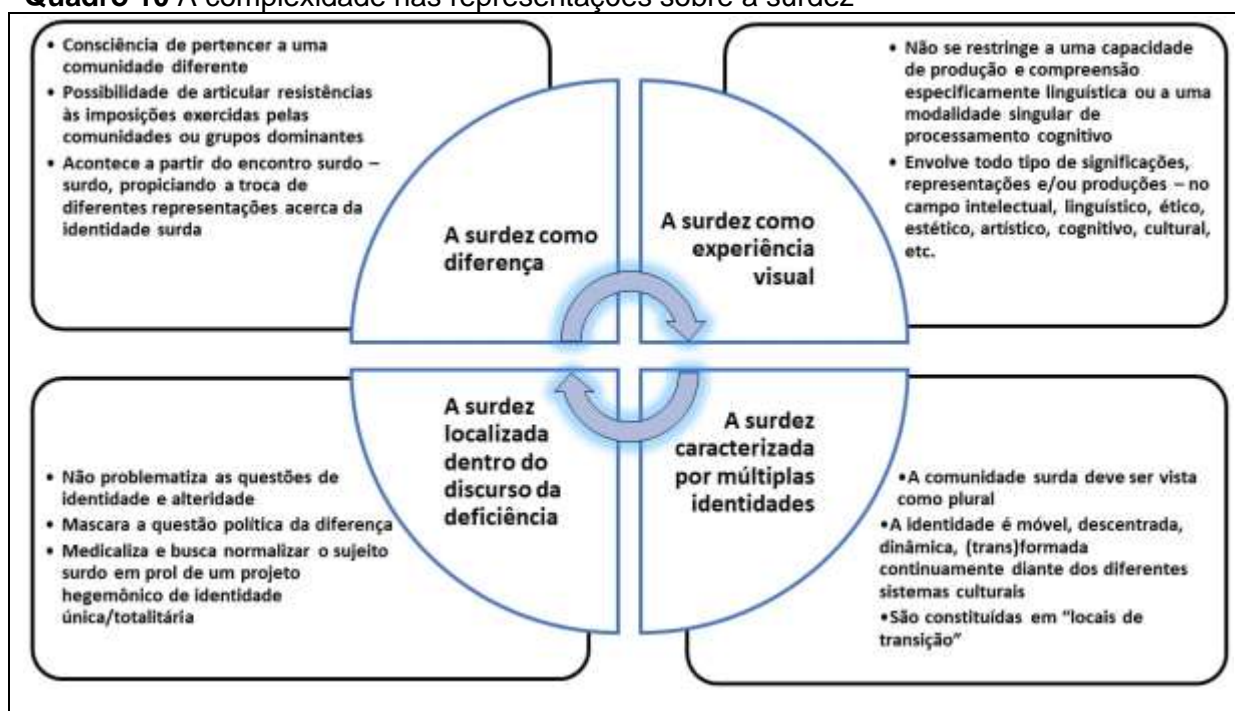 Quadro 10 A complexidade nas representações sobre a surdez
• Consciência de pertencer a uma
comunidade diferente
• Possibilidade de articular resistências
às imposições exercidas pelas
comunidades ou grupos dominantes
• Acontece a partir do encontro surdo –
surdo, propiciando a troca de
diferentes representações acerca da
identidade surda
A surdez como
diferença
• Não se restringe a uma capacidade
de produção e compreensão
especificamente linguística ou a uma
modalidade singular de
processamento cognitivo
• Envolve todo tipo de significações,
representações e/ou produções – no
campo intelectual, linguístico, ético,
estético, artístico, cognitivo, cultural,
etc.
A surdez como
experiência
visual
A surdez
localizada
dentro do
discurso da
deficiência
• Não problematiza as questões de
identidade e alteridade
• Mascara a questão política da diferença
• Medicaliza e busca normalizar o sujeito
surdo em prol de um projeto
hegemônico de identidade
única/totalitária
A surdez
caracterizada
por múltiplas
identidades
•A comunidade surda deve ser vista
como plural
•A identidade é móvel, descentrada,
dinâmica, (trans)formada
continuamente diante dos diferentes
sistemas culturais
•São constituídas em “locais de
transição”